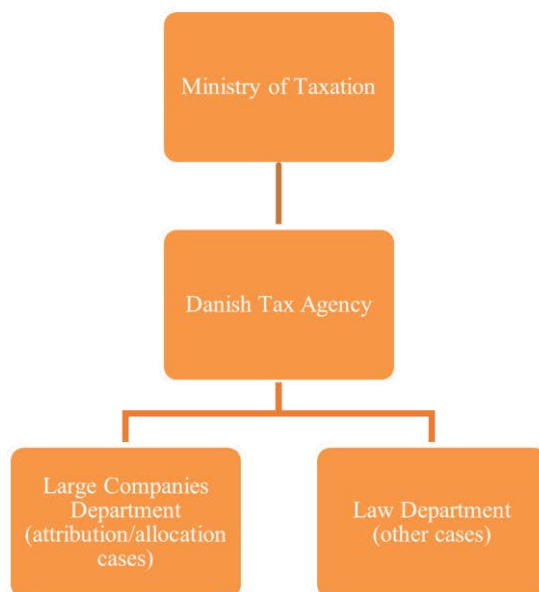 Ministry of Taxation
Danish Tax Agency
Large Companies
Department
(attribution/allocation
cases)
Law Department
(other cases)